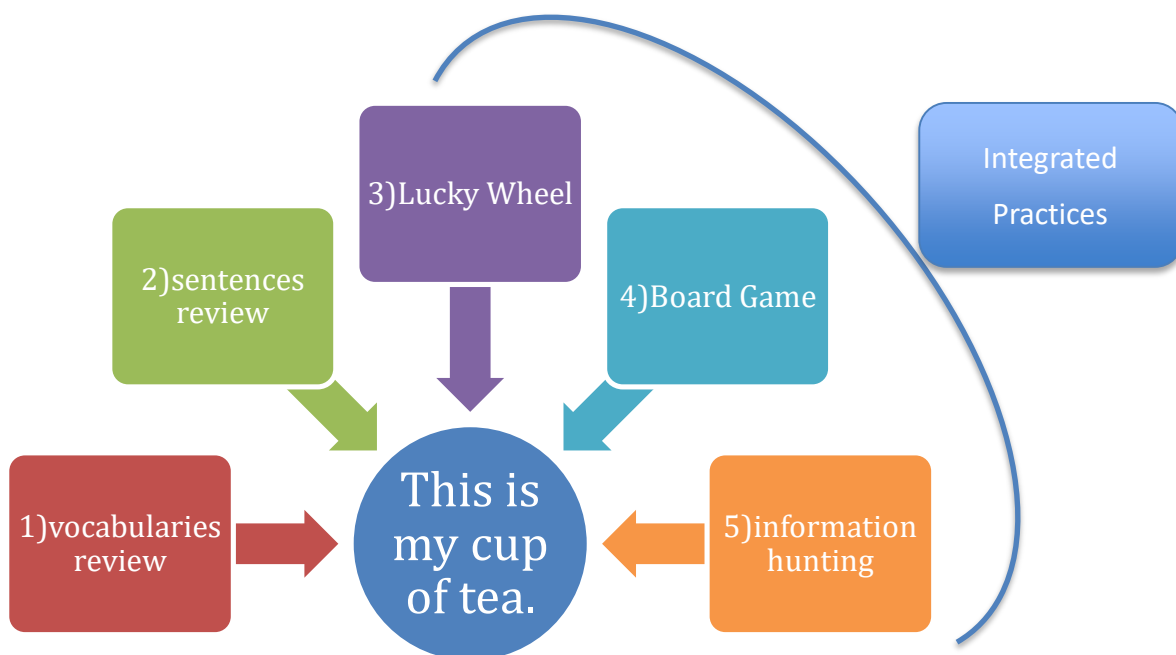 1)vocabularies
review
2)sentences
review
3)Lucky Wheel
4)Board Game
5)information
hunting
This is
my cup
of tea.
Integrated
Practices